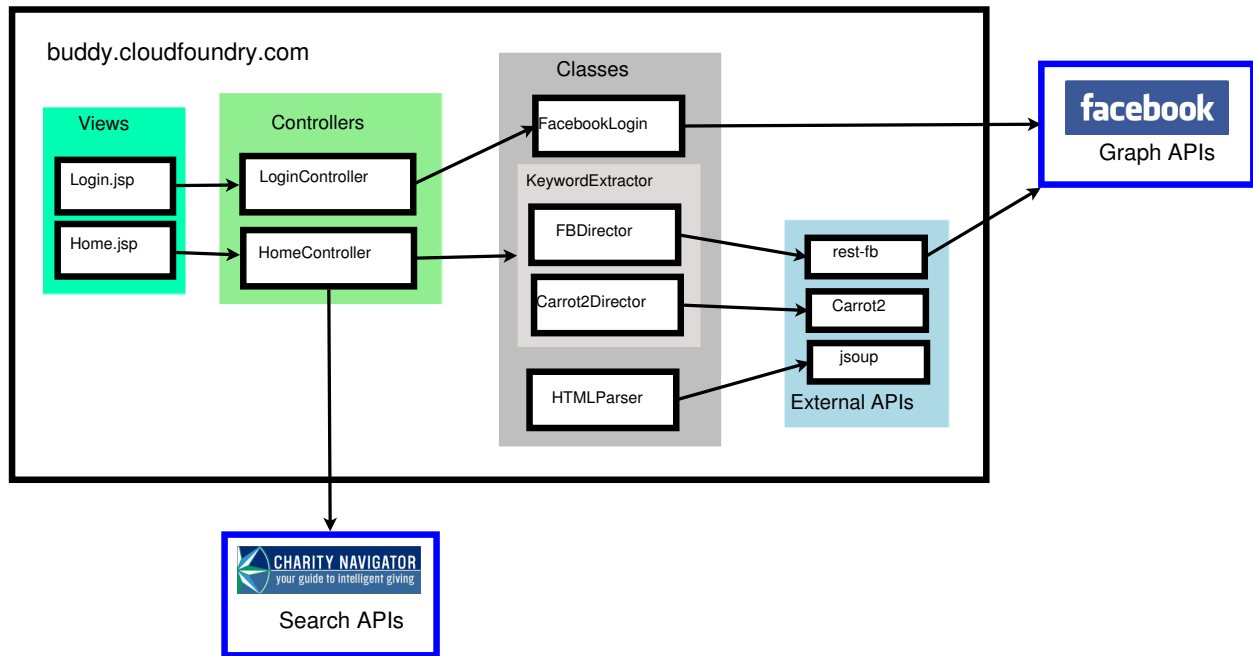 buddy.cloudfoundry.com
Views
Login.jsp
Home.jsp
Controllers
LoginController
HomeController
Classes
FacebookLogin
KeywordExtractor
FBDirector
Carrot2Director
HTMLParser
rest-fb
Carrot2
jsoup
External APIs
facebook
Graph APIs
CHARITY NAVIGATOR
your guide to intelligent giving
Search APIs